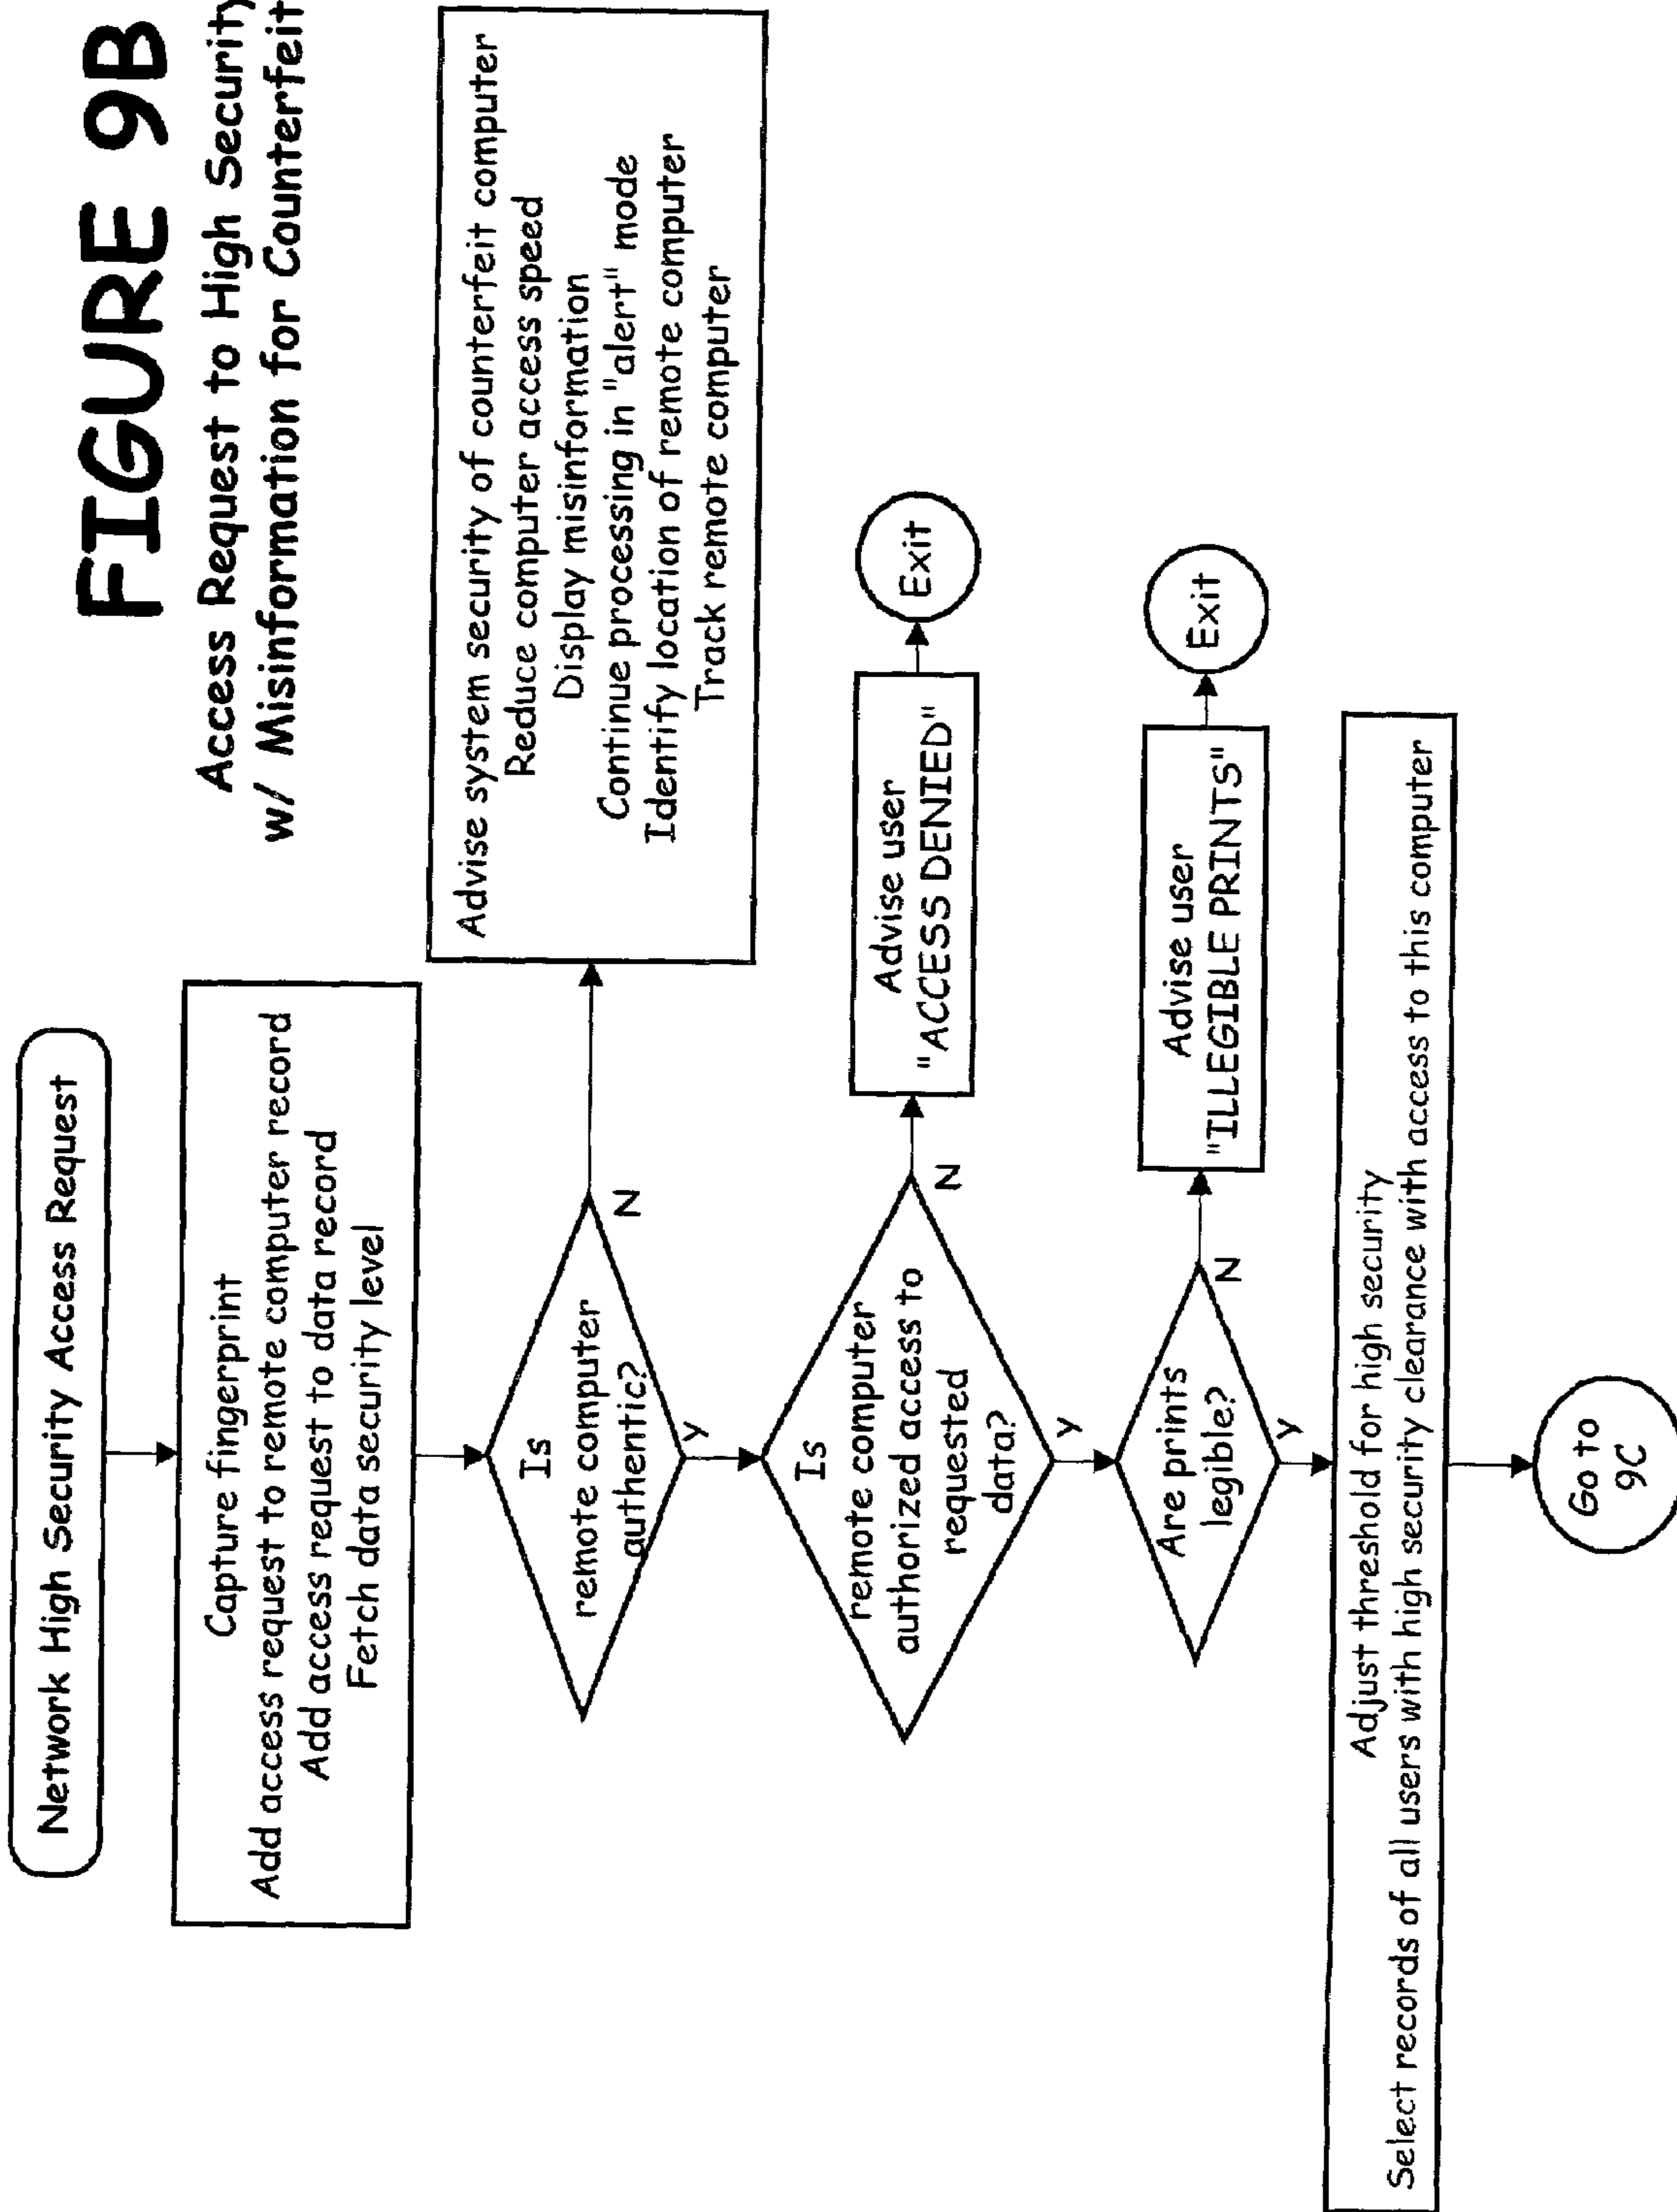 FIGURE 9B
Access Request to High Security
w/ Misinformation for Counterfeit
Network High Security Access Request
Capture fingerprint
Add access request to remote computer record
Add access request to data record
Fetch data security level
Is
remote computer
authentic?
N
Y
Advise system security of counterfeit computer
Reduce computer access speed
Display misinformation
Continue processing in "alert" mode
Identify location of remote computer
Track remote computer
Is
remote computer
authorized access to
requested
data?
N
Y
Advise user
"ACCESS DENIED"
Exit
Are prints
legible?
N
Y
Advise user
"ILLEGIBLE PRINTS"
Exit
Adjust threshold for high security
Select records of all users with high security clearance with access to this computer
Go to
9C